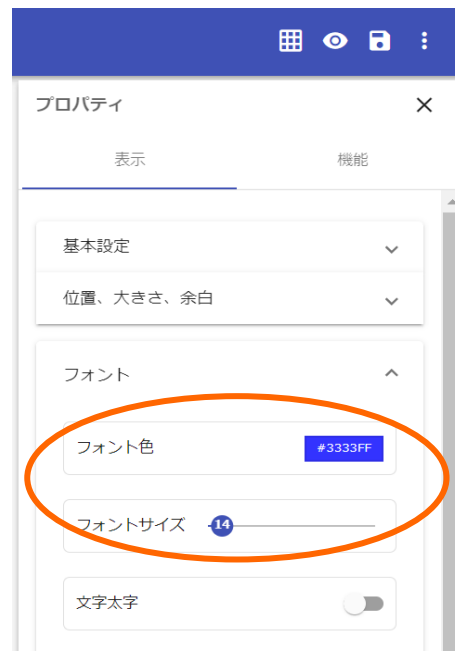 プロパティ
表示 機能
基本設定
位置、大きさ、余白
フォント
フォント色 #3333FF
フォントサイズ 14
文字太字